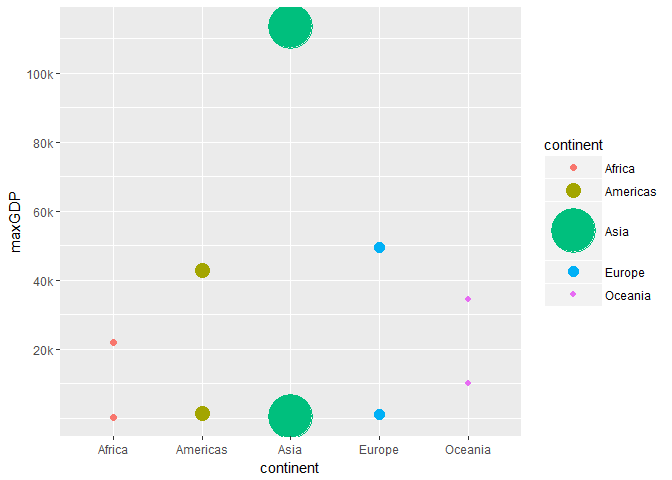 100k
80k
60k
40k
20k
maxGDP
Africa
Americas
Asia
Europe
Oceania
continent
continent
Africa
Americas
Asia
Europe
Oceania